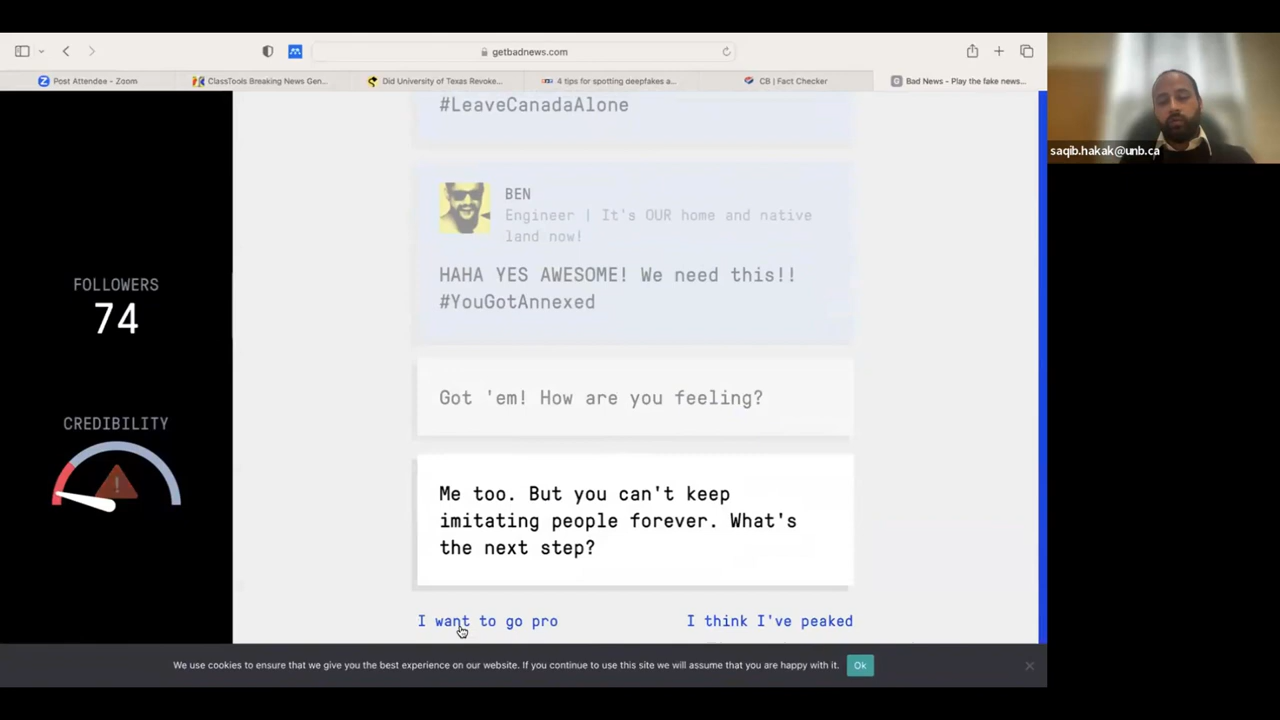 getbadnews.com
Post Attendee - Zoom
ClassTools Breaking News Gen...
Did University of Texas Revoke...
4 tips for spotting deepfakes a...
CB | Fact Checker
Bad News - Play the fake news...
saqib.hakak@unb.ca
#LeaveCanadaAlone
BEN
Engineer | It's OUR home and native
land now!
HAHA YES AWESOME! We need this!!
#YouGotAnnexed
FOLLOWERS
74
CREDIBILITY
Got 'em! How are you feeling?
Me too. But you can't keep
imitating people forever. What's
the next step?
I want to go pro
I think I've peaked
We use cookies to ensure that we give you the best experience on our website. If you continue to use this site we will assume that you are happy with it.
Ok